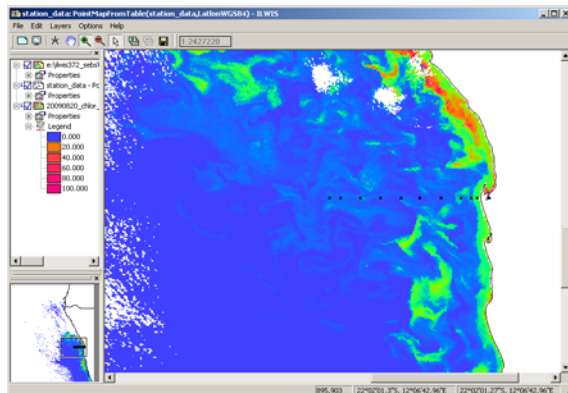 station_data: PointMapFromTable(station_data,LatlonWGS84) - ILWIS
File Edit Layers Options Help
1:2427220
Properties
station_data - Po
Properties
20090820_chlor_
Properties
Legend
0.000
20.000
40.000
60.000
80.000
100.000
895,903 22°02'01.3"S, 12°06'42.96"E 22°02'01.27"S, 12°06'42.96"E